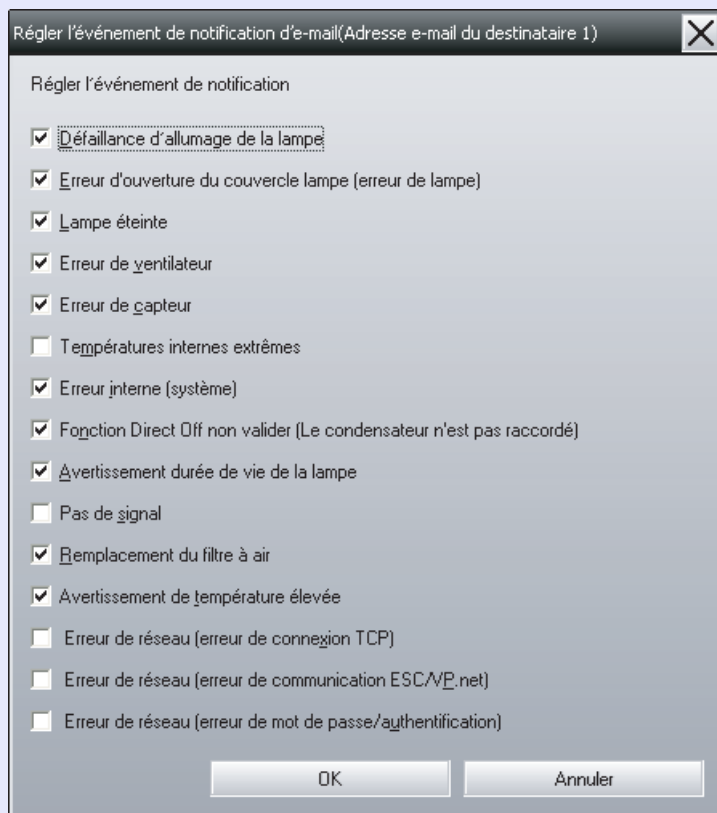 Régler l'événement de notification d'e-mail(Adresse e-mail du destinataire 1)
Régler l'événement de notification
Défaillance d'allumage de la lampe
Erreur d'ouverture du couvercle lampe (erreur de lampe)
Lampe éteinte
Erreur de ventilateur
Erreur de capteur
Températures internes extrêmes
Erreur interne (système)
Fonction Direct Off non valider (Le condensateur n'est pas raccordé)
Avertissement durée de vie de la lampe
Pas de signal
Remplacement du filtre à air
Avertissement de température élevée
Erreur de réseau (erreur de connexion TCP)
Erreur de réseau (erreur de communication ESC/VP.net)
Erreur de réseau (erreur de mot de passe/authentification)
OK Annuler